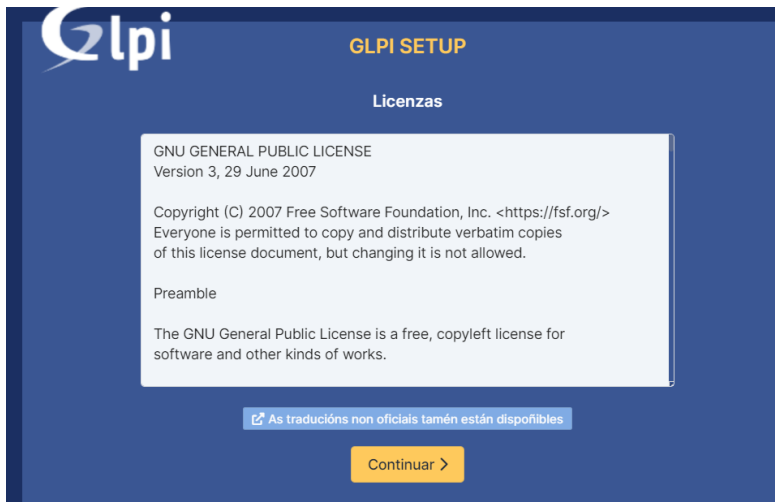 Glpi
GLPI SETUP
Licenzas
GNU GENERAL PUBLIC LICENSE
Version 3, 29 June 2007
Copyright (C) 2007 Free Software Foundation, Inc. <https://fsf.org/>
Everyone is permitted to copy and distribute verbatim copies
of this license document, but changing it is not allowed.
Preamble
The GNU General Public License is a free, copyleft license for
software and other kinds of works.
As traducións non oficiais tamén están dispoñibles
Continuar